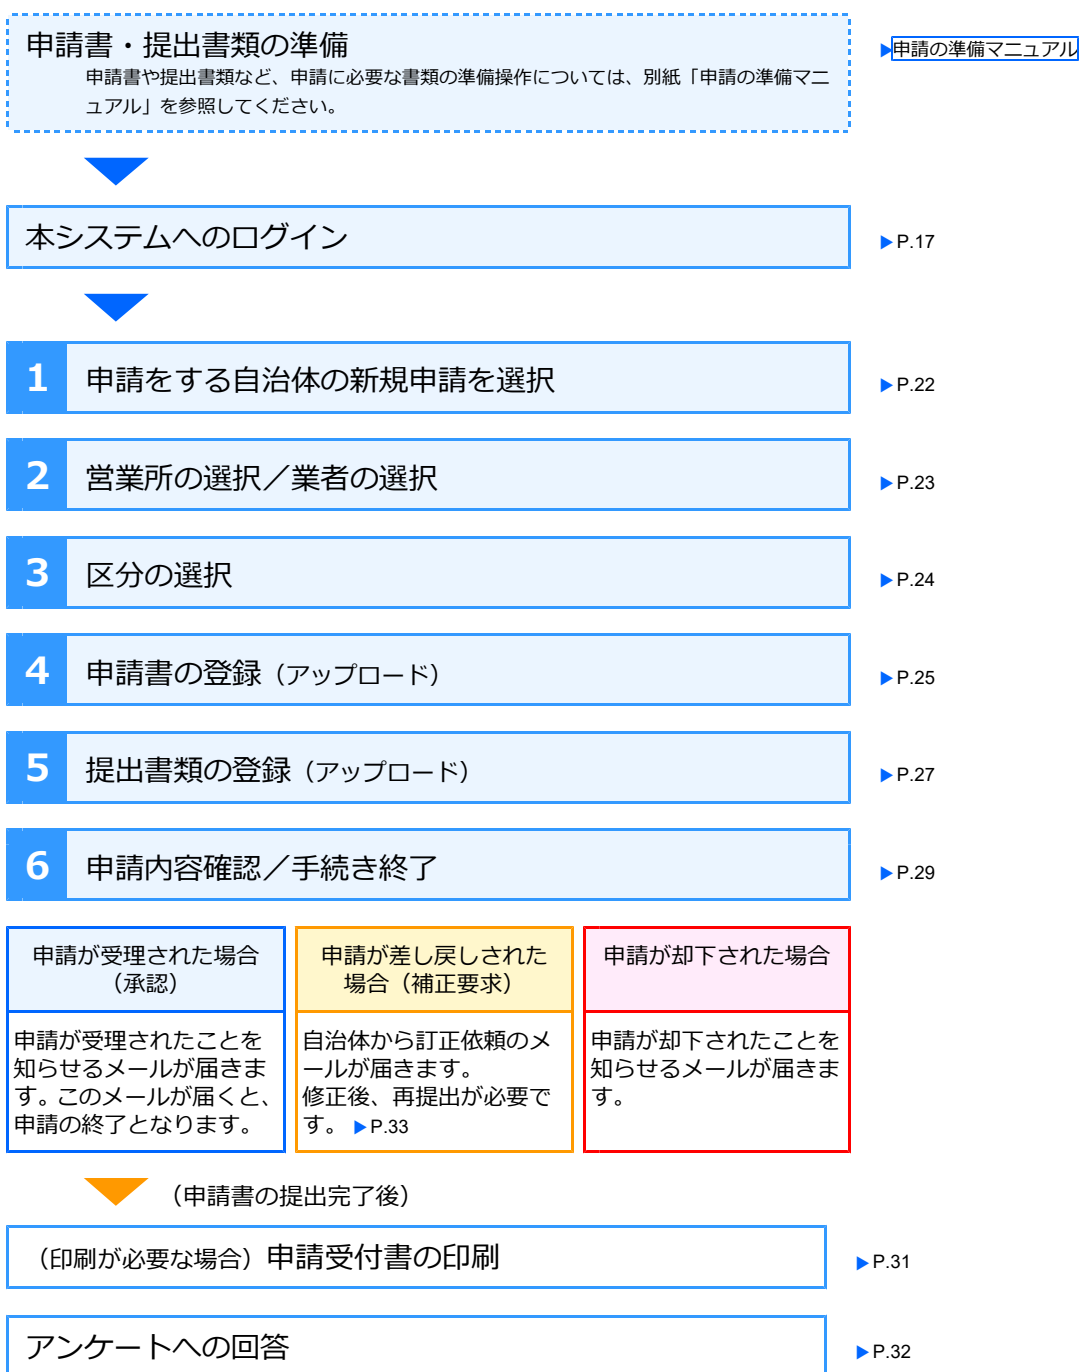 申請書・提出書類の準備
▶申請の準備マニュアル
申請書や提出書類など、申請に必要な書類の準備操作については、別紙「申請の準備マニ
ュアル」を参照してください。
本システムへのログイン
▶P.17
1 申請をする自治体の新規申請を選択
▶P.22
2 営業所の選択／業者の選択
▶P.23
3 区分の選択
▶P.24
4 申請書の登録（アップロード）
▶P.25
5 提出書類の登録（アップロード）
▶P.27
6 申請内容確認／手続き終了
▶P.29
申請が受理された場合
（承認）
申請が受理されたことを
知らせるメールが届きま
す。このメールが届くと、
申請の終了となります。
申請が差し戻しされた
場合（補正要求）
自治体から訂正依頼のメ
ールが届きます。
修正後、再提出が必要で
す。 ▶P.33
申請が却下された場合
申請が却下されたことを
知らせるメールが届きま
す。
（申請書の提出完了後）
（印刷が必要な場合）申請受付書の印刷
▶P.31
アンケートへの回答
▶P.32